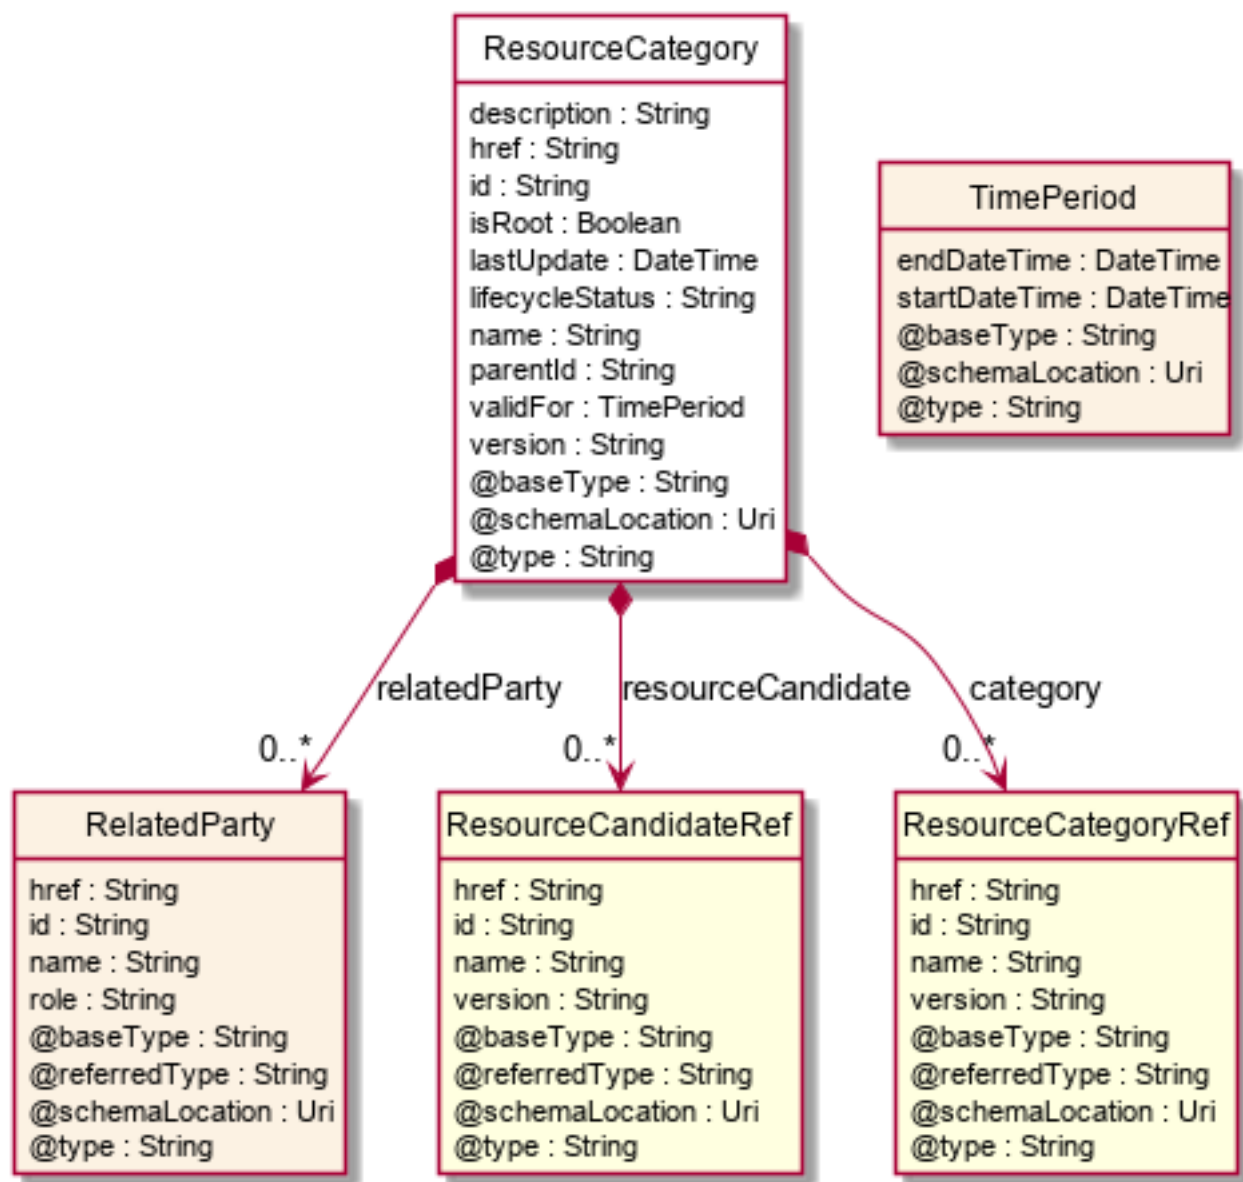 ResourceCategory
description : String
href : String
id : String
isRoot : Boolean
lastUpdate : DateTime
lifecycleStatus : String
name : String
parentId : String
validFor : TimePeriod
version : String
@baseType : String
@schemaLocation : Uri
@type : String
TimePeriod
endDateTime : DateTime
startDateTime : DateTime
@baseType : String
@schemaLocation : Uri
@type : String
relatedParty
resourceCandidate
category
0..*
0..*
0..*
RelatedParty
href : String
id : String
name : String
role : String
@baseType : String
@referredType : String
@schemaLocation : Uri
@type : String
ResourceCandidateRef
href : String
id : String
name : String
version : String
@baseType : String
@referredType : String
@schemaLocation : Uri
@type : String
ResourceCategoryRef
href : String
id : String
name : String
version : String
@baseType : String
@referredType : String
@schemaLocation : Uri
@type : String